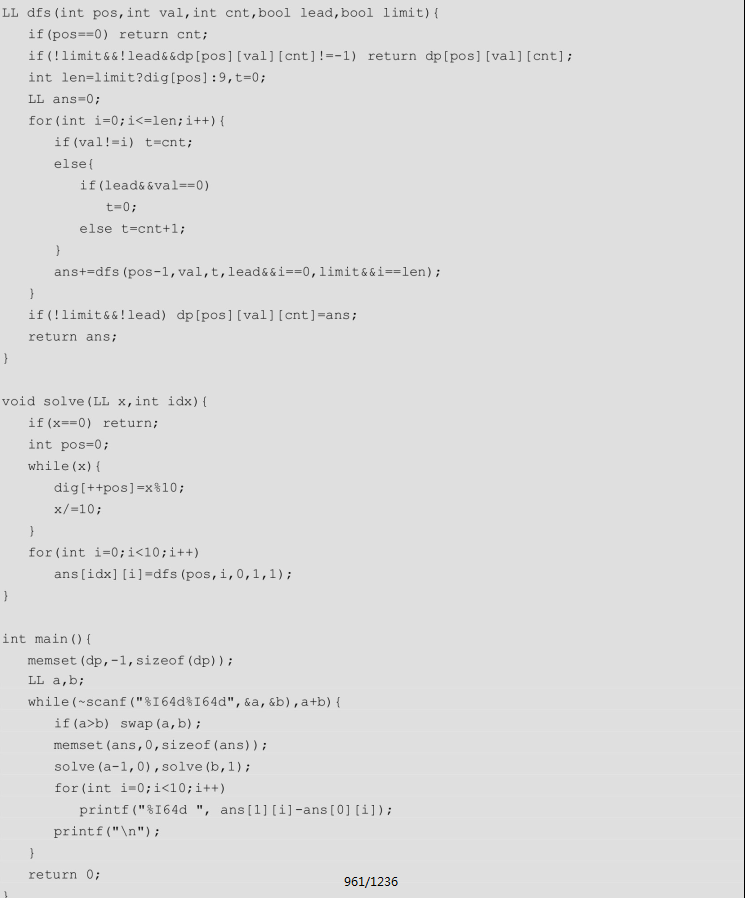 LL dfs(int pos,int val,int cnt,bool lead,bool limit){
if(pos==0) return cnt;
if(!limit&&!lead&&dp[pos][val][cnt]!=-1) return dp[pos][val][cnt];
int len=limit?dig[pos]:9,t=0;
LL ans=0;
for(int i=0;i<=len;i++){
if(val!=i) t=cnt;
else{
if(lead&&val==0)
t=0;
else t=cnt+1;
}
ans+=dfs(pos-1,val,t,lead&&i==0,limit&&i==len);
}
if(!limit&&!lead) dp[pos][val][cnt]=ans;
return ans;
}
void solve(LL x,int idx){
if(x==0) return;
int pos=0;
while(x){
dig[++pos]=x%10;
x/=10;
}
for(int i=0;i<10;i++)
ans[idx][i]=dfs(pos,i,0,1,1);
}
int main(){
memset(dp,-1,sizeof(dp));
LL a,b;
while(~scanf("%I64d%I64d",&a,&b),a+b){
if(a>b) swap(a,b);
memset(ans,0,sizeof(ans));
solve(a-1,0),solve(b,1);
for(int i=0;i<10;i++)
printf("%I64d ", ans[1][i]-ans[0][i]);
printf("\n");
}
return 0;
961/1236
}